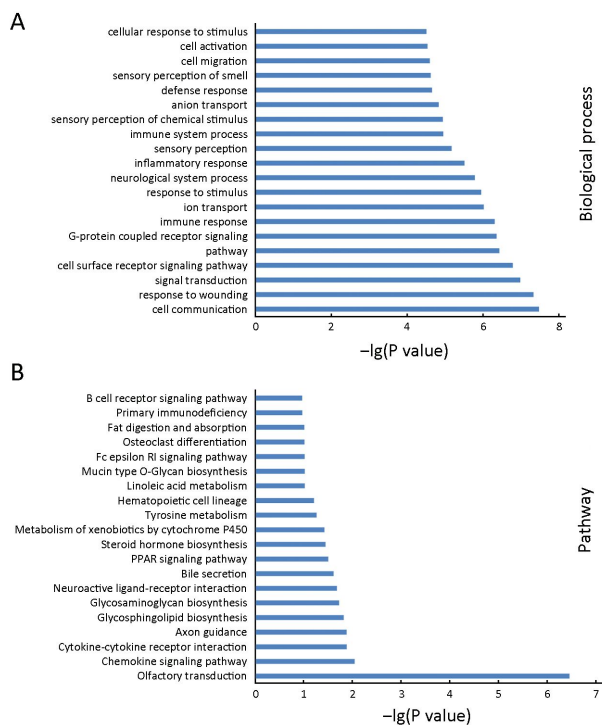 A
cellular response to stimulus
cell activation
cell migration
sensory perception of smell
defense response
anion transport
sensory perception of chemical stimulus
immune system process
sensory perception
inflammatory response
neurological system process
response to stimulus
ion transport
immune response
G-protein coupled receptor signaling
pathway
cell surface receptor signaling pathway
signal transduction
response to wounding
cell communication
0 2 4 6 8
–lg(P value)
Biological process
B
B cell receptor signaling pathway
Primary immunodeficiency
Fat digestion and absorption
Osteoclast differentiation
Fc epsilon RI signaling pathway
Mucin type O-Glycan biosynthesis
Linoleic acid metabolism
Hematopoietic cell lineage
Tyrosine metabolism
Metabolism of xenobiotics by cytochrome P450
Steroid hormone biosynthesis
PPAR signaling pathway
Bile secretion
Neuroactive ligand-receptor interaction
Glycosaminoglycan biosynthesis
Glycosphingolipid biosynthesis
Axon guidance
Cytokine-cytokine receptor interaction
Chemokine signaling pathway
Olfactory transduction
0 1 2 3 4 5 6 7
–lg(P value)
Pathway